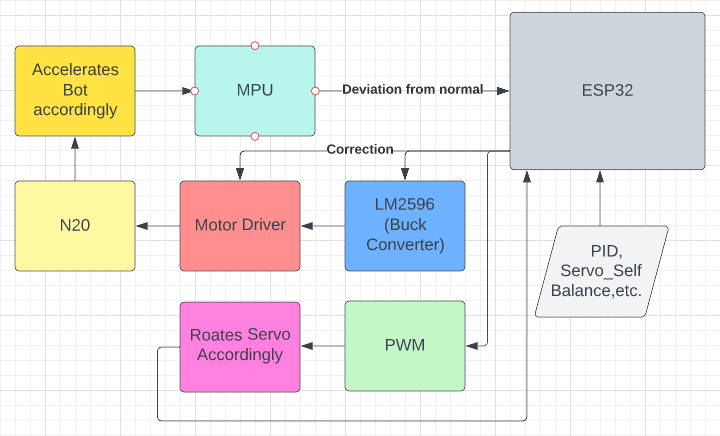 Accelerates
Bot
accordingly
MPU
Deviation from normal
ESP32
Correction
N20
Motor Driver
LM2596
(Buck
Converter)
PID,
Servo_Self
Balance,etc.
Roates Servo
Accordingly
PWM